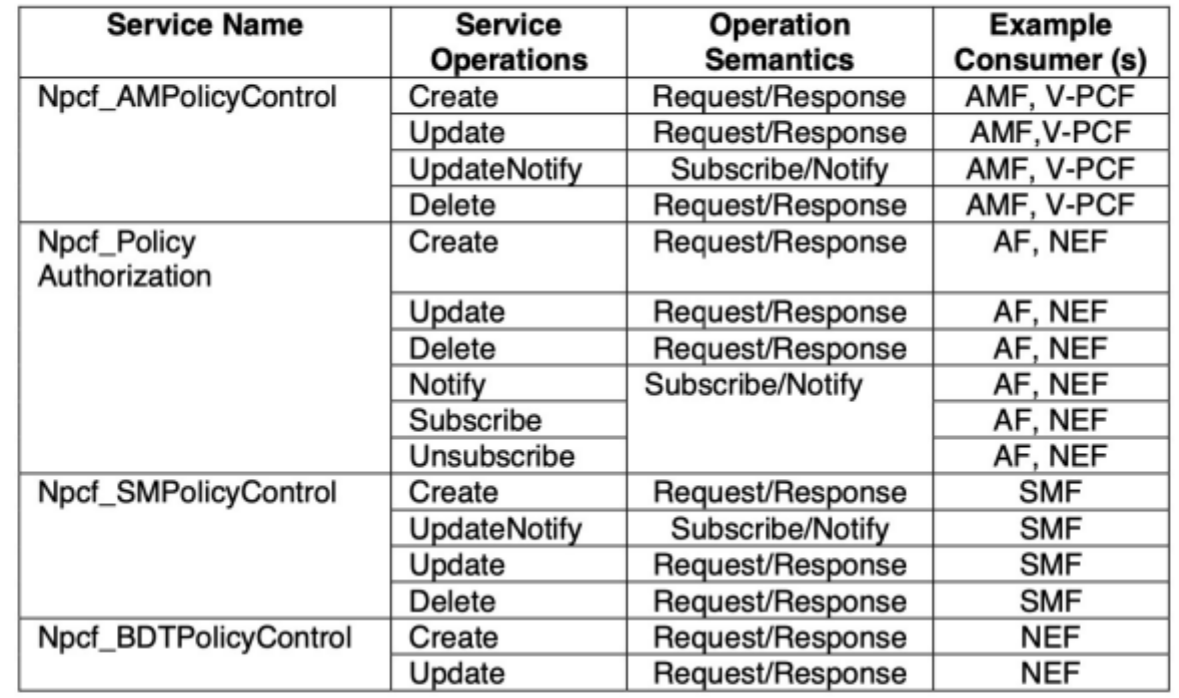 Service Name Service Operations Operation Semantics Example Consumer (s)
Npcf_AMPolicyControl Create Request/Response AMF, V-PCF
Update Request/Response AMF,V-PCF
UpdateNotify Subscribe/Notify AMF, V-PCF
Delete Request/Response AMF, V-PCF
Npcf_Policy Authorization Create Request/Response AF, NEF
Update Request/Response AF, NEF
Delete Request/Response AF, NEF
Notify Subscribe/Notify AF, NEF
Subscribe AF, NEF
Unsubscribe AF, NEF
Npcf_SMPolicyControl Create Request/Response SMF
UpdateNotify Subscribe/Notify SMF
Update Request/Response SMF
Delete Request/Response SMF
Npcf_BDTPolicyControl Create Request/Response NEF
Update Request/Response NEF